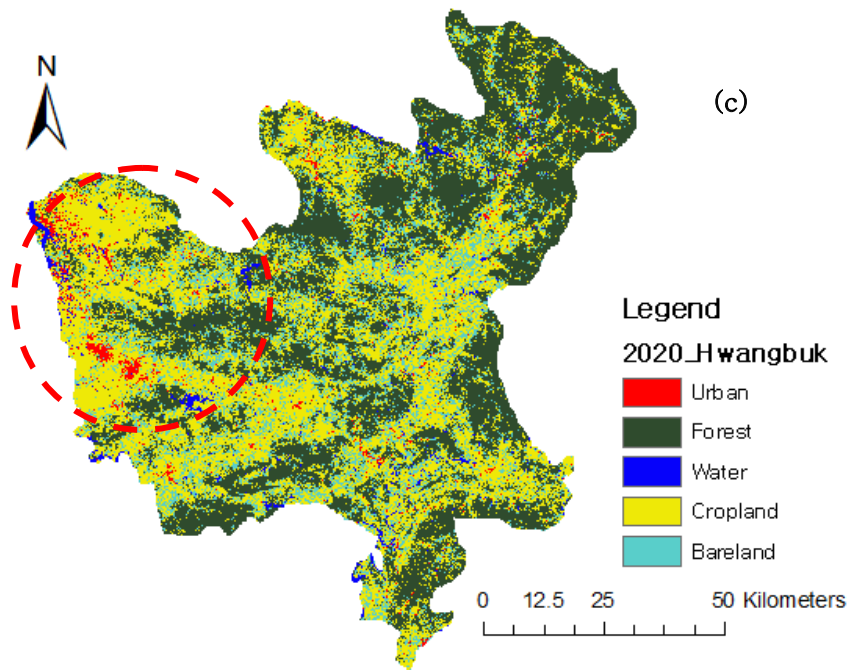 N
(c)
Legend
2020_Hwangbuk
Urban
Forest
Water
Cropland
Bareland
0 12.5 25 50 Kilometers